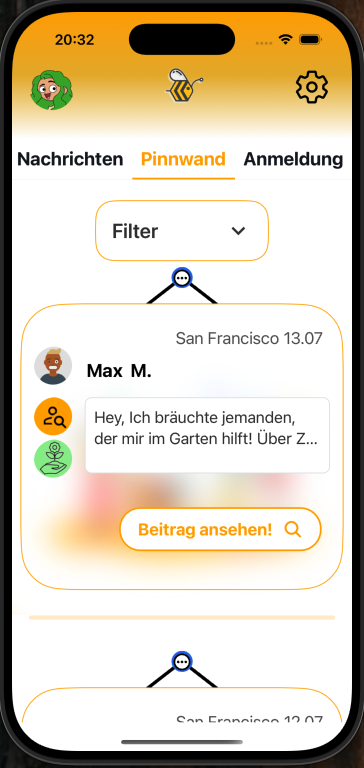 20:32
Nachrichten Pinnwand Anmeldung
Filter
San Francisco 13.07
Max M.
Hey, Ich bräuchte jemanden,
der mir im Garten hilft! Über Z...
Beitrag ansehen!
San Francisco 12.07